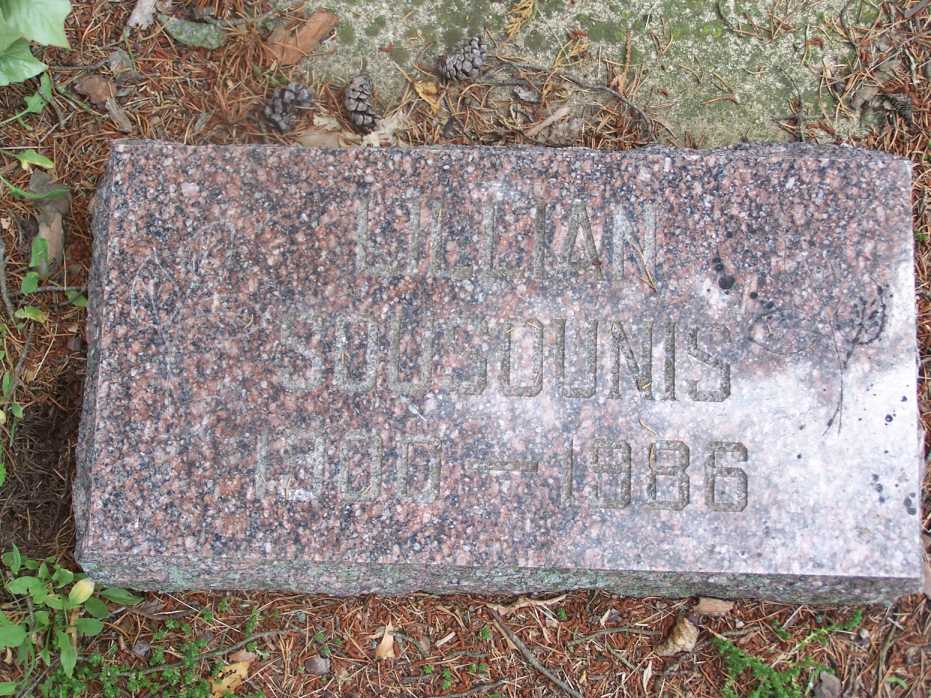 LILLIAN
SOUSOUNIS
1900 – 1986